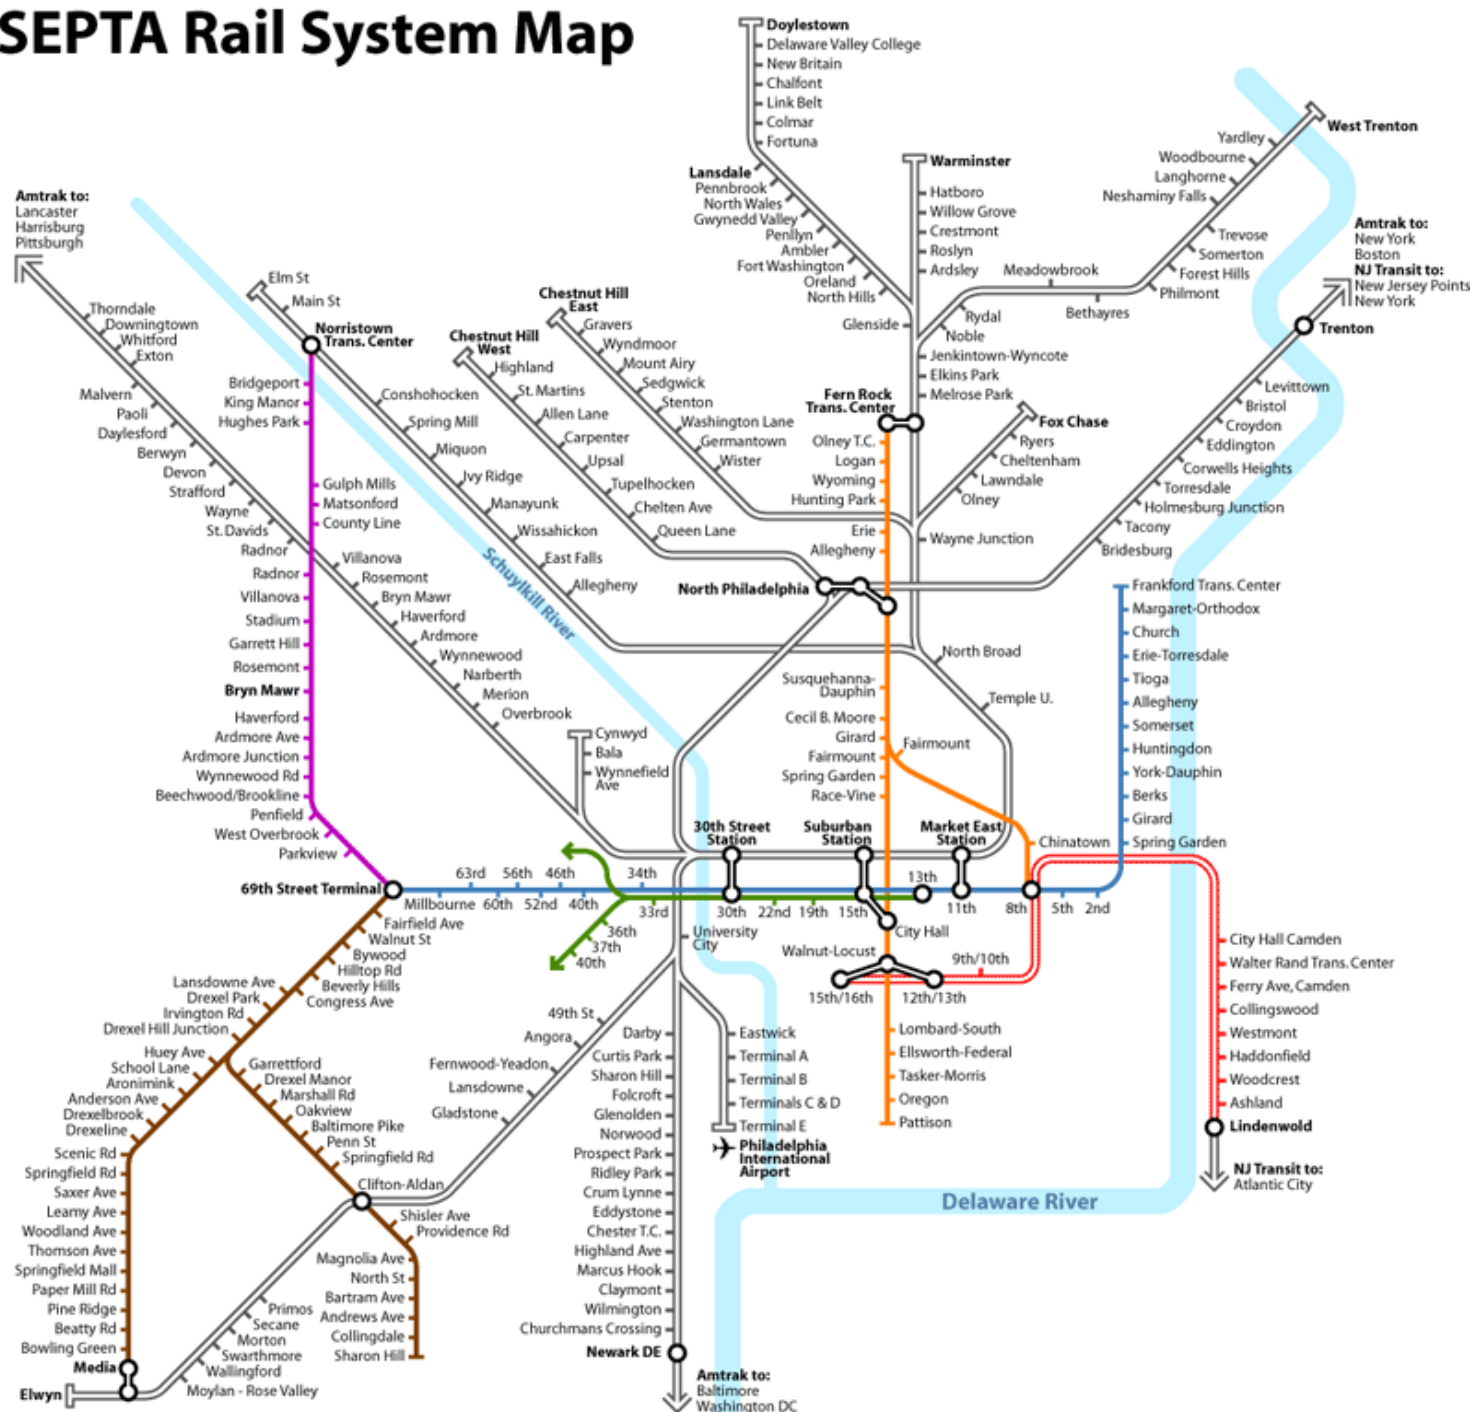 SEPTA Rail System Map
Doylestown
Delaware Valley College
New Britain
Chalfont
Link Belt
Colmar
Fortuna
Lansdale
Pennbrook
North Wales
Gwynedd Valley
Penllyn
Ambler
Fort Washington
Oreland
North Hills
Glenside
Warminster
Hatboro
Willow Grove
Crestmont
Roslyn
Ardsley
West Trenton
Yardley
Woodbourne
Langhorne
Neshaminy Falls
Trevose
Somerton
Forest Hills
Philmont
Meadowbrook
Bethayres
Rydal
Noble
Jenkintown-Wyncote
Elkins Park
Melrose Park
Amtrak to:
New York
Boston
NJ Transit to:
New Jersey Points
New York
Trenton
Levittown
Bristol
Croydon
Eddington
Corwells Heights
Torresdale
Holmesburg Junction
Tacony
Bridesburg
Amtrak to:
Lancaster
Harrisburg
Pittsburgh
Thorndale
Downingtown
Whitford
Exton
Malvern
Paoli
Daylesford
Berwyn
Devon
Strafford
Wayne
St. Davids
Radnor
Villanova
Rosemont
Bryn Mawr
Haverford
Ardmore
Wynnewood
Narberth
Merion
Overbrook
Elm St
Main St
Norristown
Trans. Center
Conshohocken
Spring Mill
Miquon
Ivy Ridge
Manayunk
Wissahickon
East Falls
Allegheny
Chestnut Hill
West
Highland
St. Martins
Allen Lane
Carpenter
Upsal
Tupelhocken
Chelten Ave
Queen Lane
Chestnut Hill
East
Gravers
Wyndmoor
Mount Airy
Sedgwick
Stenton
Washington Lane
Germantown
Wister
Fern Rock
Trans. Center
Olney T.C.
Logan
Wyoming
Hunting Park
Erie
Allegheny
Fox Chase
Ryers
Cheltenham
Lawndale
Olney
Wayne Junction
North Philadelphia
North Broad
Temple U.
Susquehanna-
Dauphin
Cecil B. Moore
Girard
Fairmount
Spring Garden
Race-Vine
Fairmount
Chinatown
Schuylkill River
Bridgeport
King Manor
Hughes Park
Gulph Mills
Matsonford
County Line
Radnor
Villanova
Stadium
Garrett Hill
Rosemont
Bryn Mawr
Haverford
Ardmore Ave
Ardmore Junction
Wynnewood Rd
Beechwood/Brookline
Penfield
West Overbrook
Parkview
Cynwyd
Bala
Wynnefield
Ave
Frankford Trans. Center
Margaret-Orthodox
Church
Erie-Torresdale
Tioga
Allegheny
Somerset
Huntingdon
York-Dauphin
Berks
Girard
Spring Garden
30th Street
Station
Suburban
Station
Market East
Station
69th Street Terminal
Millbourne
63rd
60th
56th
52nd
46th
40th
34th
33rd
30th
22nd
19th
15th
13th
11th
8th
5th
2nd
36th
37th
40th
University
City
City Hall
Walnut-Locust
15th/16th
12th/13th
9th/10th
Lombard-South
Ellsworth-Federal
Tasker-Morris
Oregon
Pattison
City Hall Camden
Walter Rand Trans. Center
Ferry Ave, Camden
Collingswood
Westmont
Haddonfield
Woodcrest
Ashland
Lindenwold
NJ Transit to:
Atlantic City
Fairfield Ave
Walnut St
Bywood
Hilltop Rd
Beverly Hills
Congress Ave
Lansdowne Ave
Drexel Park
Irvington Rd
Drexel Hill Junction
Huey Ave
School Lane
Aronimink
Anderson Ave
Drexelbrook
Drexeline
Scenic Rd
Springfield Rd
Saxer Ave
Leamy Ave
Woodland Ave
Thomson Ave
Springfield Mall
Paper Mill Rd
Pine Ridge
Beatty Rd
Bowling Green
Media
Elwyn
Garrettford
Drexel Manor
Marshall Rd
Oakview
Baltimore Pike
Penn St
Springfield Rd
Clifton-Aldan
Shisler Ave
Providence Rd
Magnolia Ave
North St
Bartram Ave
Andrews Ave
Collingdale
Sharon Hill
49th St
Angora
Fernwood-Yeadon
Lansdowne
Gladstone
Primos
Secane
Morton
Swarthmore
Wallingford
Moylan - Rose Valley
Darby
Curtis Park
Sharon Hill
Folcroft
Glenolden
Norwood
Prospect Park
Ridley Park
Crum Lynne
Eddystone
Chester T.C.
Highland Ave
Marcus Hook
Claymont
Wilmington
Churchmans Crossing
Newark DE
Amtrak to:
Baltimore
Washington DC
Eastwick
Terminal A
Terminal B
Terminals C & D
Terminal E
Philadelphia
International
Airport
Delaware River